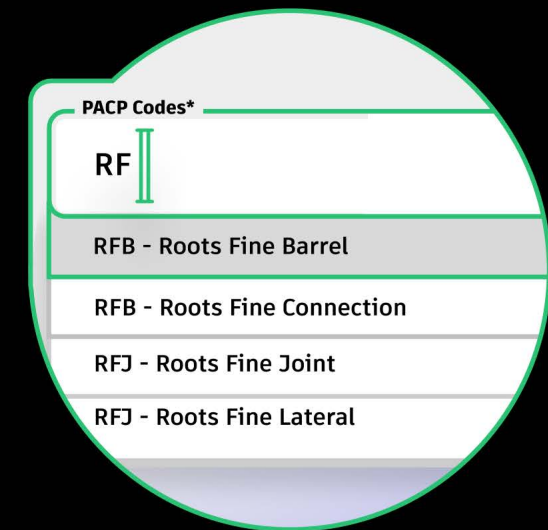 PACP Codes*
RF
RFB - Roots Fine Barrel
RFB - Roots Fine Connection
RFJ - Roots Fine Joint
RFJ - Roots Fine Lateral